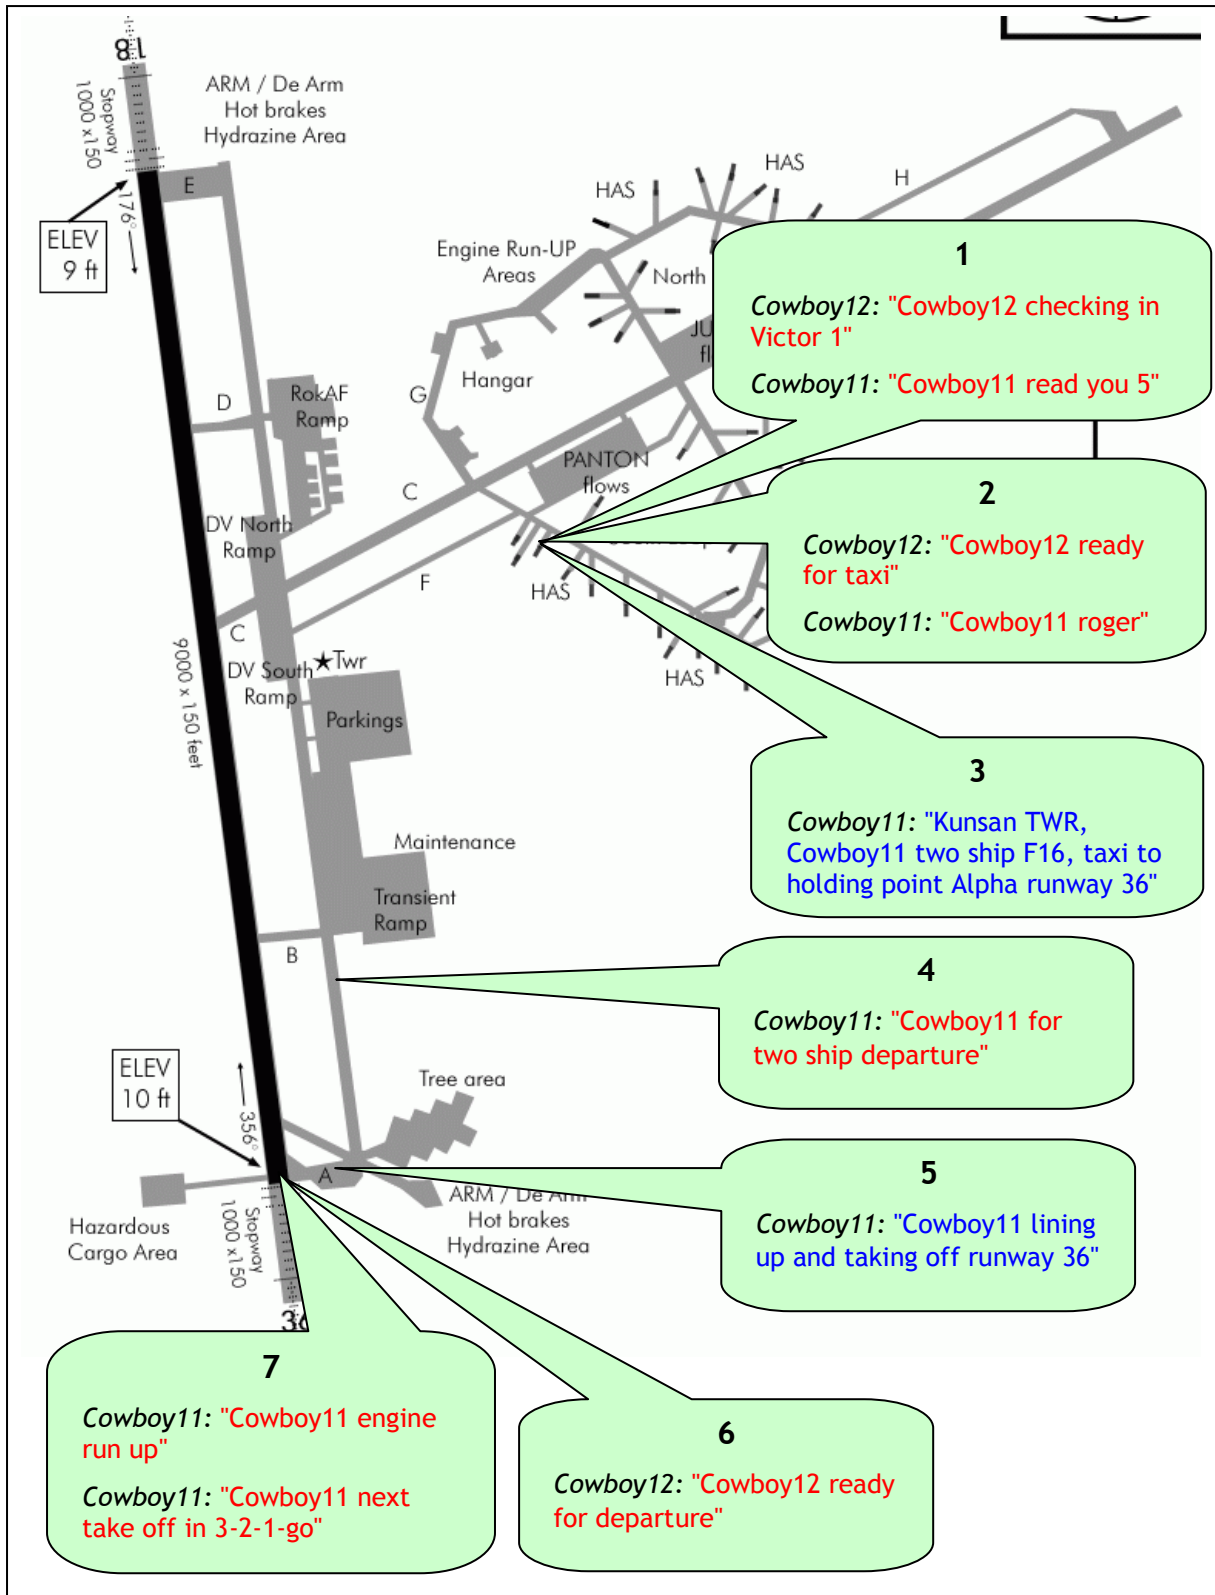 18
Stopway
1000 x150
ARM / De Arm
Hot brakes
Hydrazine Area
E
176°
ELEV
9 ft
HAS
HAS
H
Engine Run-UP
Areas
North
Hangar
G
D
RokAF
Ramp
C
PANTON
flows
DV North
Ramp
F
HAS
C
DV South
Ramp
Twr
HAS
9000 x 150 feet
Parkings
Maintenance
Transient
Ramp
B
ELEV
10 ft
356°
Tree area
A
ARM / De Arm
Hot brakes
Hydrazine Area
Hazardous
Cargo Area
Stopway
1000 x150
36
1
Cowboy12: "Cowboy12 checking in
Victor 1"
Cowboy11: "Cowboy11 read you 5"
2
Cowboy12: "Cowboy12 ready
for taxi"
Cowboy11: "Cowboy11 roger"
3
Cowboy11: "Kunsan TWR,
Cowboy11 two ship F16, taxi to
holding point Alpha runway 36"
4
Cowboy11: "Cowboy11 for
two ship departure"
5
Cowboy11: "Cowboy11 lining
up and taking off runway 36"
7
Cowboy11: "Cowboy11 engine
run up"
Cowboy11: "Cowboy11 next
take off in 3-2-1-go"
6
Cowboy12: "Cowboy12 ready
for departure"